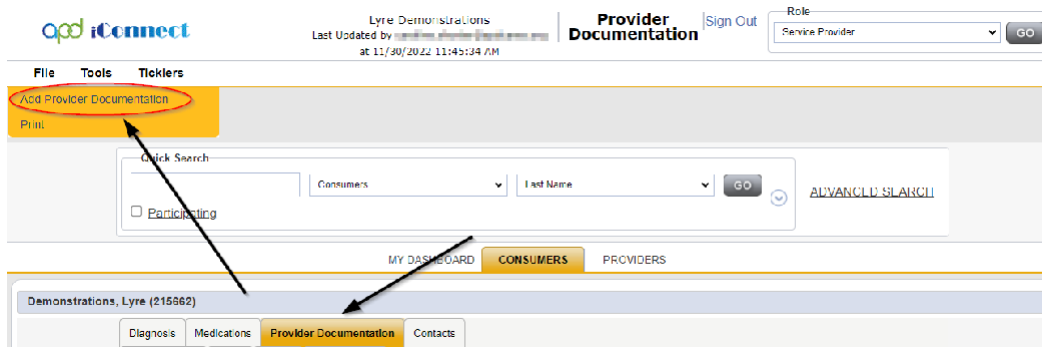 apd iConnect
Lyre Demonstrations
Last Updated by
at 11/30/2022 11:45:34 AM
Provider
Documentation
Sign Out
Role
Service Provider
GO
File Tools Ticklers
Add Provider Documentation
Print
Quick Search
Consumers
Last Name
GO
ADVANCED SEARCH
Participating
MY DASHBOARD CONSUMERS PROVIDERS
Demonstrations, Lyre (215662)
Diagnosis Medications Provider Documentation Contacts